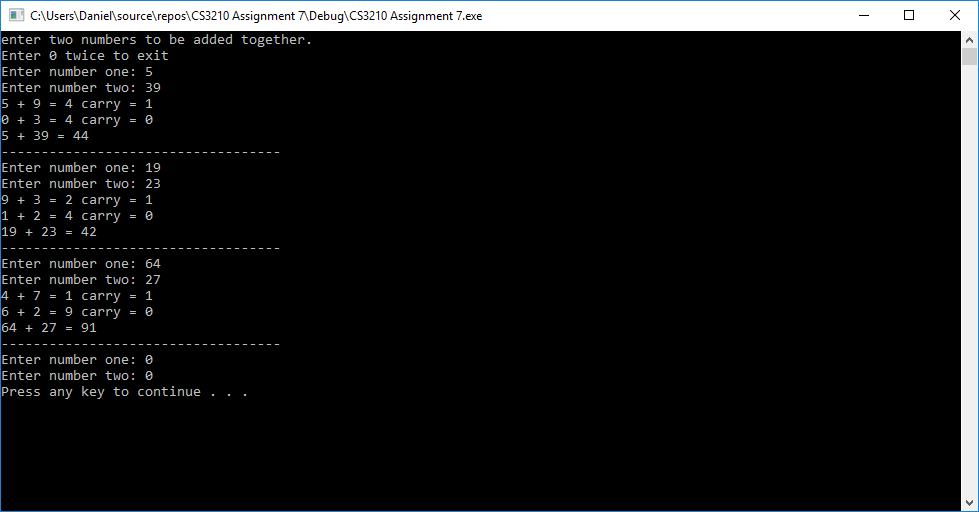 C:\Users\Daniel\source\repos\CS3210 Assignment 7\Debug\CS3210 Assignment 7.exe
enter two numbers to be added together.
Enter 0 twice to exit
Enter number one: 5
Enter number two: 39
5 + 9 = 4 carry = 1
0 + 3 = 4 carry = 0
5 + 39 = 44
-----------------------------------
Enter number one: 19
Enter number two: 23
9 + 3 = 2 carry = 1
1 + 2 = 4 carry = 0
19 + 23 = 42
-----------------------------------
Enter number one: 64
Enter number two: 27
4 + 7 = 1 carry = 1
6 + 2 = 9 carry = 0
64 + 27 = 91
-----------------------------------
Enter number one: 0
Enter number two: 0
Press any key to continue . . .